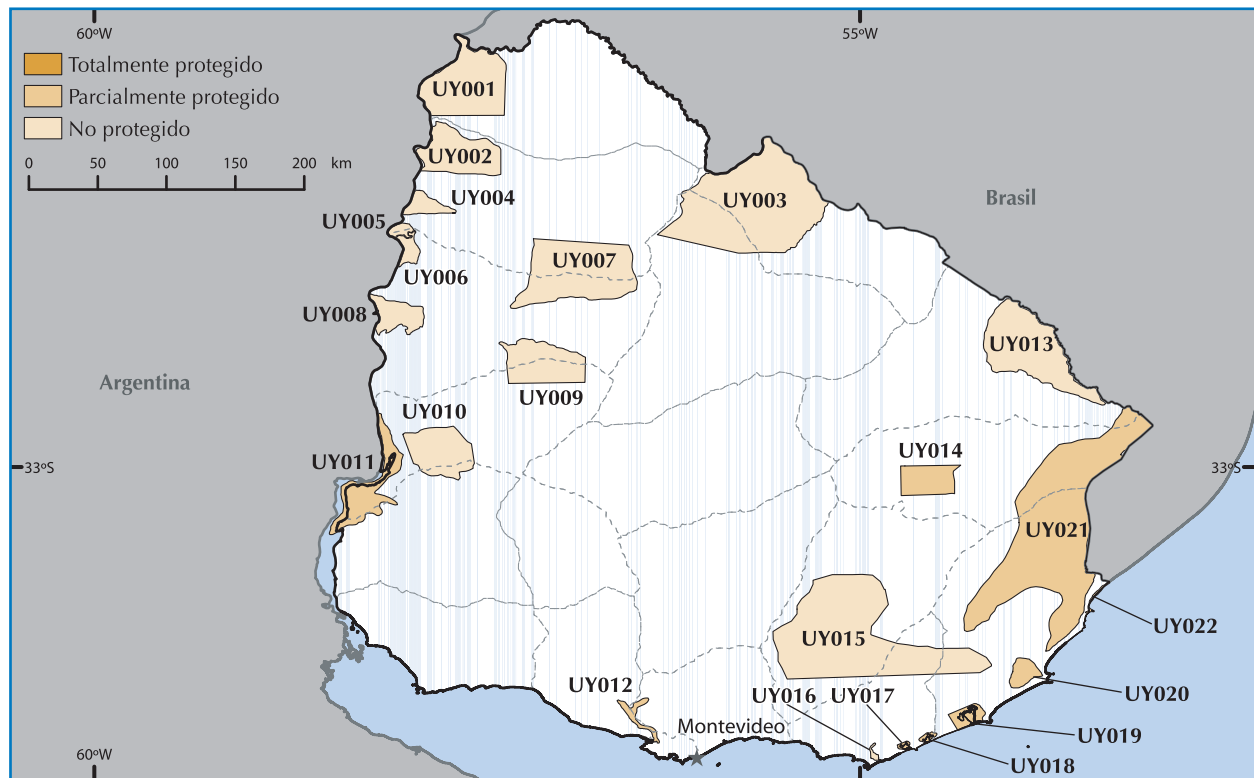 60ºW
55ºW
Totalmente protegido
Parcialmente protegido
No protegido
0 50 100 150 200 km
UY001
UY002
UY003
UY004
UY005
UY006
UY007
UY008
UY009
UY010
UY011
UY012
UY013
UY014
UY015
UY016
UY017
UY018
UY019
UY020
UY021
UY022
Brasil
Argentina
33ºS
33ºS
Montevideo
60ºW
55ºW